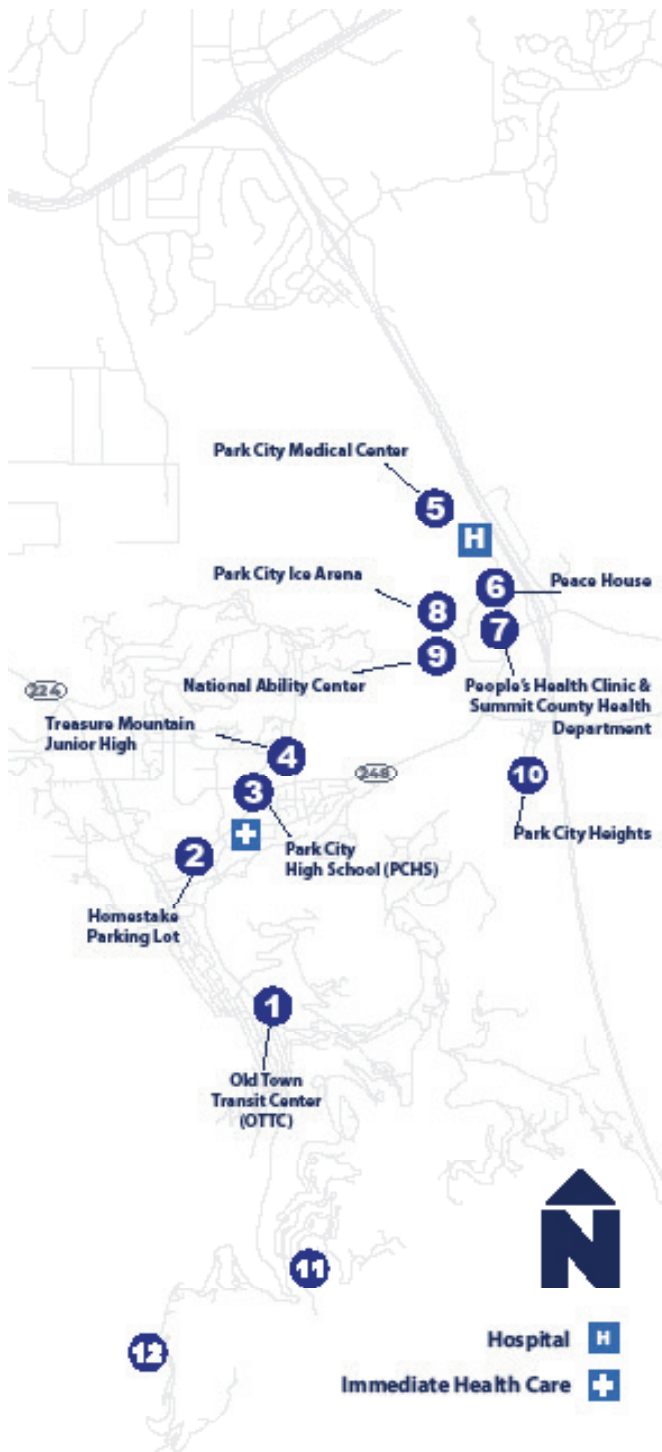 Park City Medical Center
5
H
Park City Ice Arena
6
Peace House
8
7
9
National Ability Center
People's Health Clinic &
Summit County Health
Department
224
Treasure Mountain
Junior High
4
248
10
3
Park City Heights
Park City
High School (PCHS)
2
Homestake
Parking Lot
1
Old Town
Transit Center
(OTTC)
N
11
12
Hospital H
Immediate Health Care